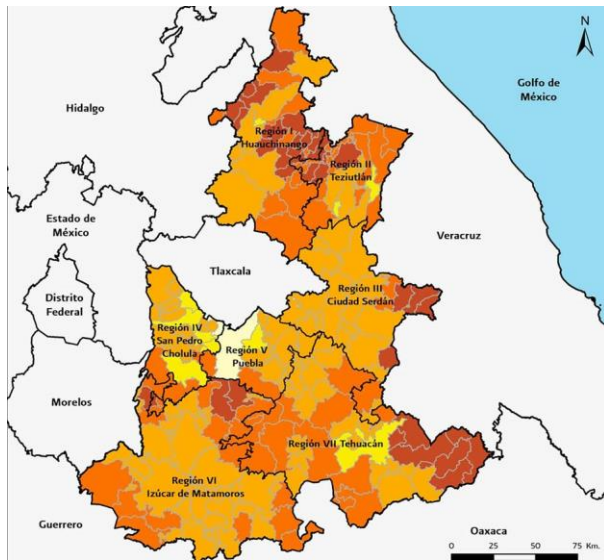 N
Golfo de
México
Hidalgo
Región I
Huauchinango
Región II
Teziutlán
Estado de
México
Veracruz
Tlaxcala
Distrito
Federal
Región III
Ciudad Serdán
Región IV
San Pedro
Cholula
Región V
Puebla
Morelos
Región VII Tehuacán
Región VI
Izúcar de Matamoros
Guerrero
Oaxaca
0 25 50 75 Km.